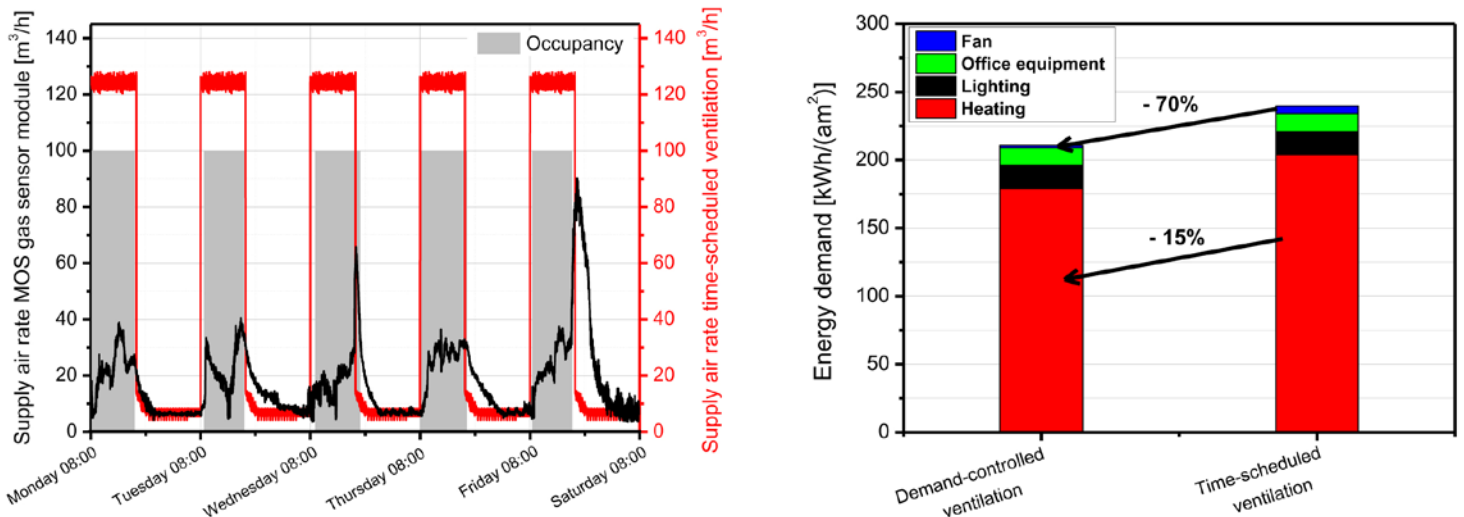 Supply air rate MOS gas sensor module [m³/h]
140
120
100
80
60
40
20
0
Occupancy
140
120
100
80
60
40
20
0
Supply air rate time-scheduled ventilation [m³/h]
Monday 08:00
Tuesday 08:00
Wednesday 08:00
Thursday 08:00
Friday 08:00
Saturday 08:00
Energy demand [kWh/(am²)]
300
250
200
150
100
50
0
Fan
Office equipment
Lighting
Heating
- 70%
- 15%
Demand-controlled
ventilation
Time-scheduled
ventilation